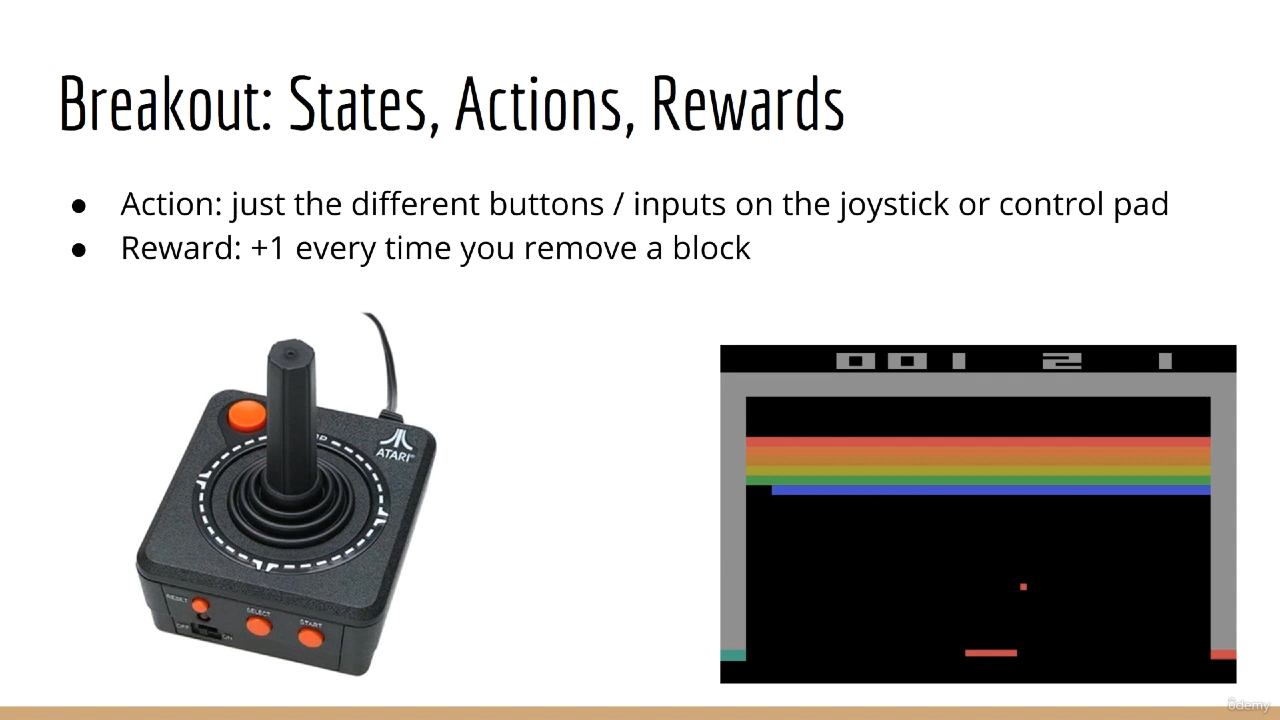 Breakout: States, Actions, Rewards
● Action: just the different buttons / inputs on the joystick or control pad
● Reward: +1 every time you remove a block
ATARI
RESET
SELECT
START
OFF
ON
001 2 1
ûdemy